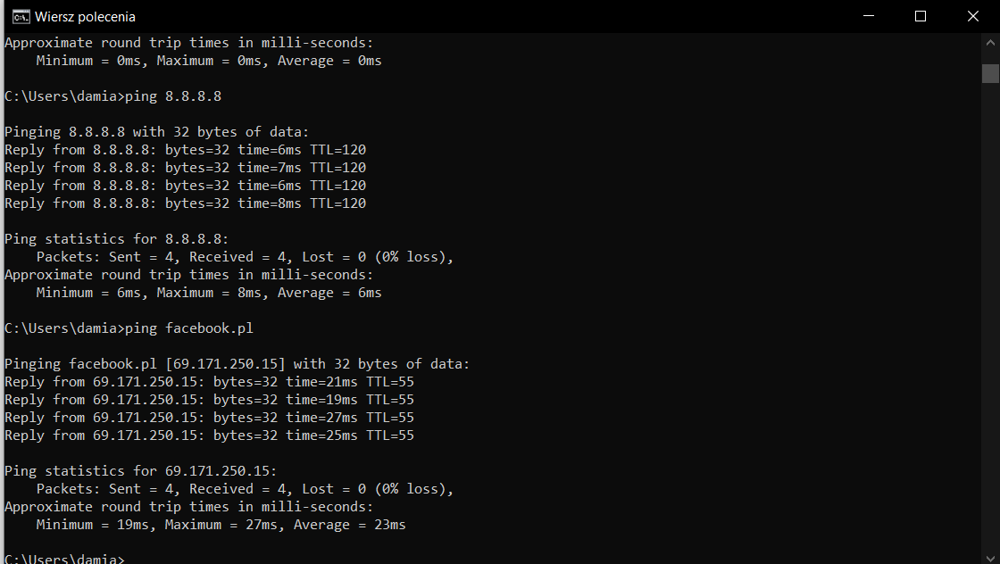 Wiersz polecenia
Approximate round trip times in milli-seconds:
    Minimum = 0ms, Maximum = 0ms, Average = 0ms
C:\Users\damia>ping 8.8.8.8
Pinging 8.8.8.8 with 32 bytes of data:
Reply from 8.8.8.8: bytes=32 time=6ms TTL=120
Reply from 8.8.8.8: bytes=32 time=7ms TTL=120
Reply from 8.8.8.8: bytes=32 time=6ms TTL=120
Reply from 8.8.8.8: bytes=32 time=8ms TTL=120
Ping statistics for 8.8.8.8:
    Packets: Sent = 4, Received = 4, Lost = 0 (0% loss),
Approximate round trip times in milli-seconds:
    Minimum = 6ms, Maximum = 8ms, Average = 6ms
C:\Users\damia>ping facebook.pl
Pinging facebook.pl [69.171.250.15] with 32 bytes of data:
Reply from 69.171.250.15: bytes=32 time=21ms TTL=55
Reply from 69.171.250.15: bytes=32 time=19ms TTL=55
Reply from 69.171.250.15: bytes=32 time=27ms TTL=55
Reply from 69.171.250.15: bytes=32 time=25ms TTL=55
Ping statistics for 69.171.250.15:
    Packets: Sent = 4, Received = 4, Lost = 0 (0% loss),
Approximate round trip times in milli-seconds:
    Minimum = 19ms, Maximum = 27ms, Average = 23ms
C:\Users\damia>